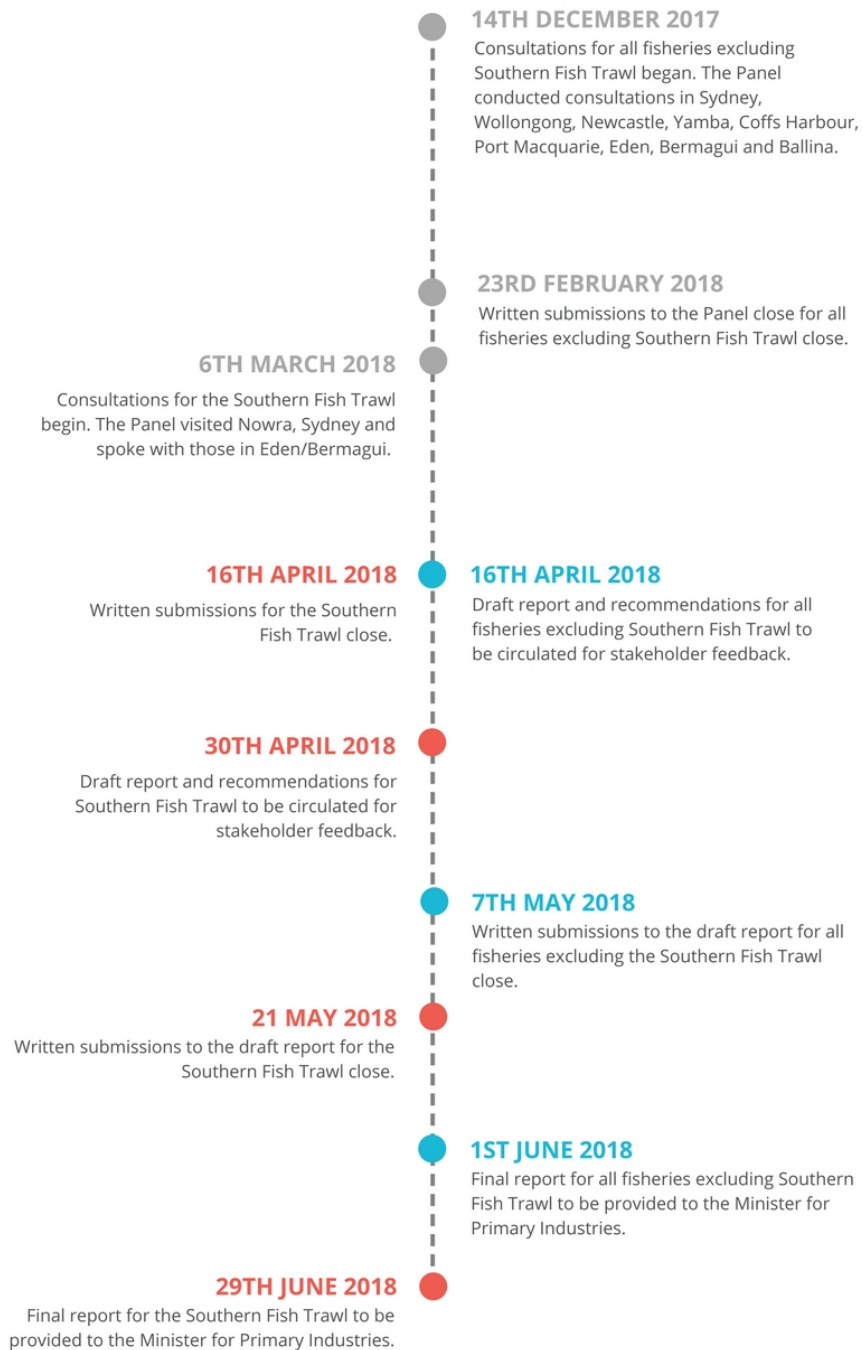 14TH DECEMBER 2017
Consultations for all fisheries excluding
Southern Fish Trawl began. The Panel
conducted consultations in Sydney,
Wollongong, Newcastle, Yamba, Coffs Harbour,
Port Macquarie, Eden, Bermagui and Ballina.
23RD FEBRUARY 2018
Written submissions to the Panel close for all
fisheries excluding Southern Fish Trawl close.
6TH MARCH 2018
Consultations for the Southern Fish Trawl
begin. The Panel visited Nowra, Sydney and
spoke with those in Eden/Bermagui.
16TH APRIL 2018
Written submissions for the Southern
Fish Trawl close.
16TH APRIL 2018
Draft report and recommendations for all
fisheries excluding Southern Fish Trawl to
be circulated for stakeholder feedback.
30TH APRIL 2018
Draft report and recommendations for
Southern Fish Trawl to be circulated for
stakeholder feedback.
7TH MAY 2018
Written submissions to the draft report for all
fisheries excluding the Southern Fish Trawl
close.
21 MAY 2018
Written submissions to the draft report for the
Southern Fish Trawl close.
1ST JUNE 2018
Final report for all fisheries excluding Southern
Fish Trawl to be provided to the Minister for
Primary Industries.
29TH JUNE 2018
Final report for the Southern Fish Trawl to be
provided to the Minister for Primary Industries.